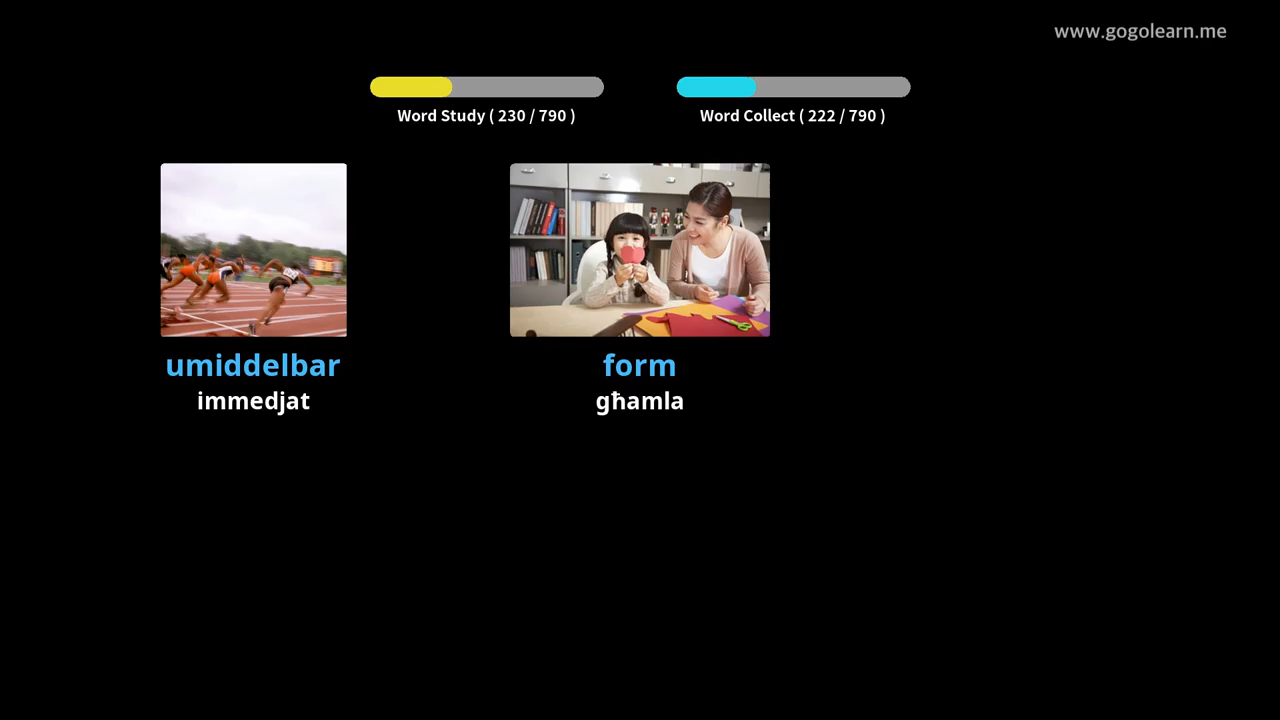 www.gogolearn.me
Word Study ( 230 / 790 )
Word Collect ( 222 / 790 )
umiddelbar
immedjat
form
għamla